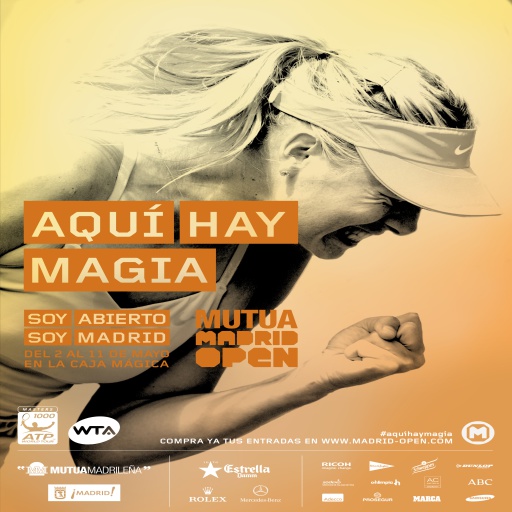 AQUÍ HAY
MAGIA
SOY ABIERTO
SOY MADRID
DEL 2 AL 11 DE MAYO
EN LA CAJA MÁGICA
MUTUA
MADRID
OPEN
MASTERS
1000
ATP
WTA
#aquihaymagia
COMPRA YA TUS ENTRADAS EN WWW.MADRID-OPEN.COM
MUTUAMADRILEÑA
¡MADRID!
Estrella
Damm
ROLEX
Mercedes-Benz
RICOH
DUNLOP
ABC
PROSEGUR
MARCA